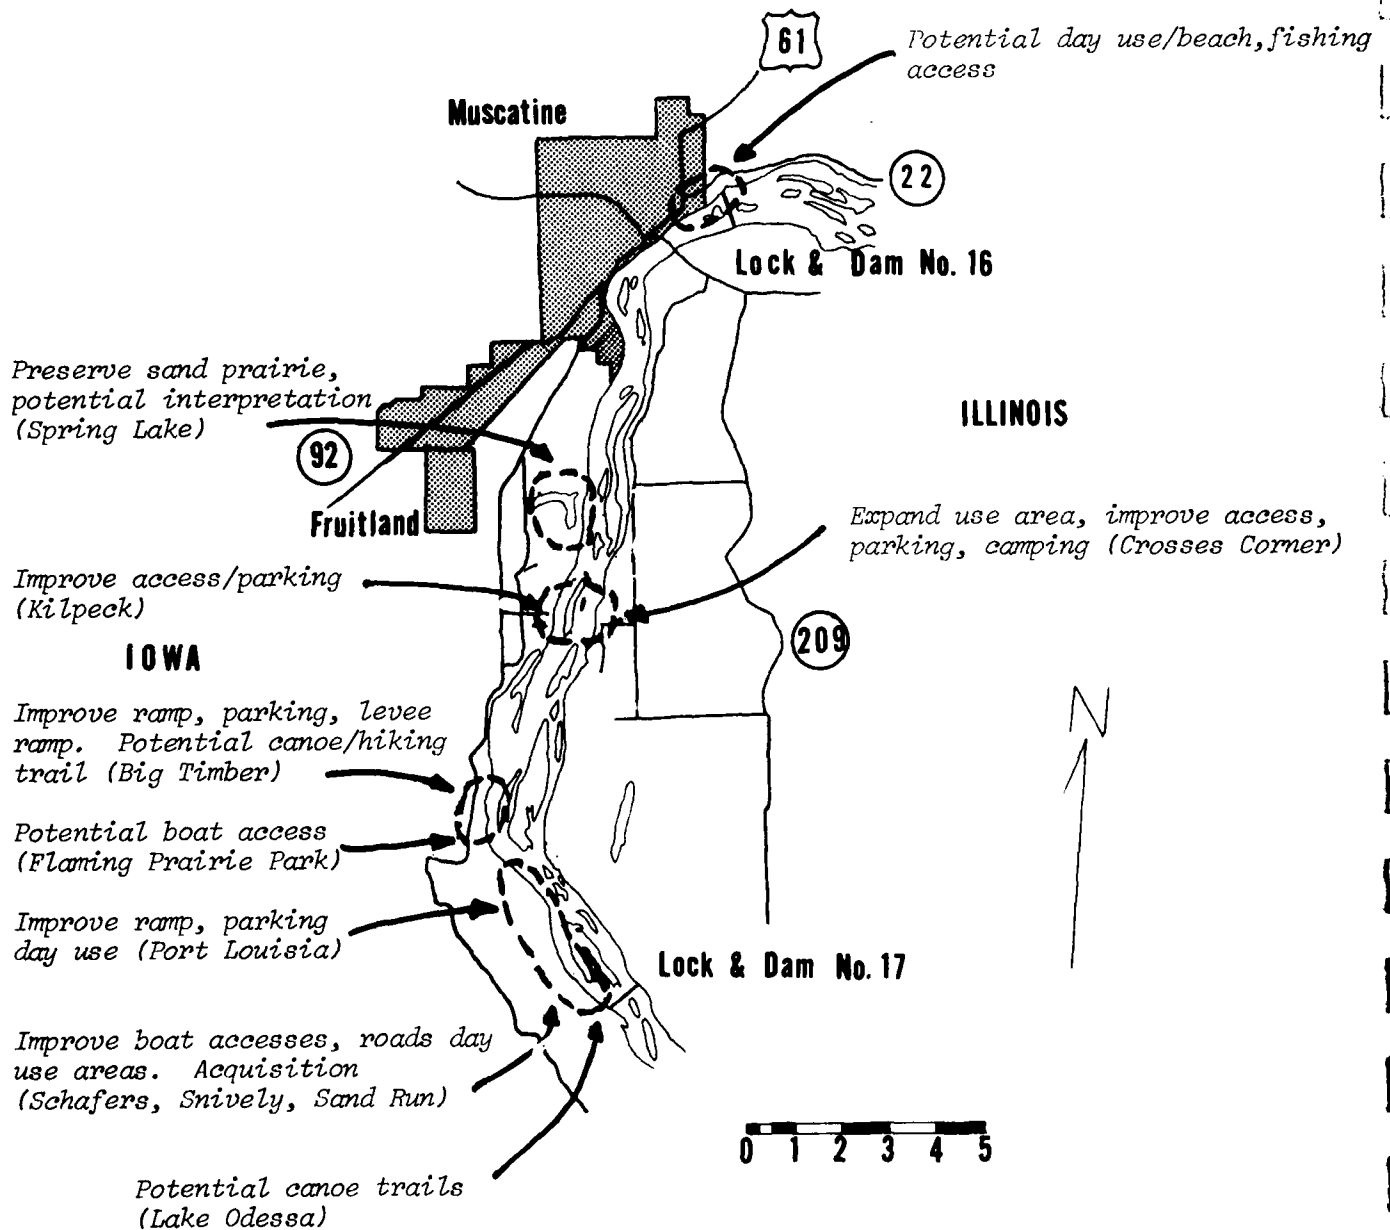 61
Potential day use/beach, fishing
access
Muscatine
22
Lock & Dam No. 16
Preserve sand prairie,
potential interpretation
(Spring Lake)
ILLINOIS
92
Fruitland
Expand use area, improve access,
parking, camping (Crosses Corner)
Improve access/parking
(Kilpeck)
209
IOWA
N
Improve ramp, parking, levee
ramp. Potential canoe/hiking
trail (Big Timber)
Potential boat access
(Flaming Prairie Park)
Improve ramp, parking
day use (Port Louisia)
Lock & Dam No. 17
Improve boat accesses, roads day
use areas. Acquisition
(Schafers, Snively, Sand Run)
0 1 2 3 4 5
Potential canoe trails
(Lake Odessa)